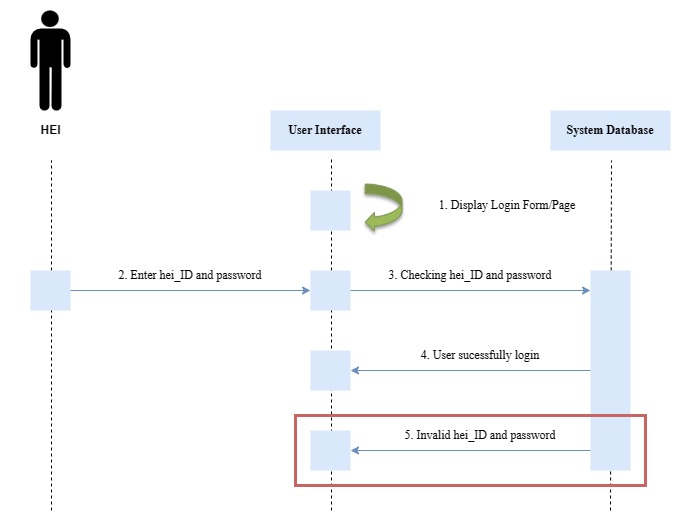 HEI
User Interface
System Database
1. Display Login Form/Page
2. Enter hei_ID and password
3. Checking hei_ID and password
4. User sucessfully login
5. Invalid hei_ID and password